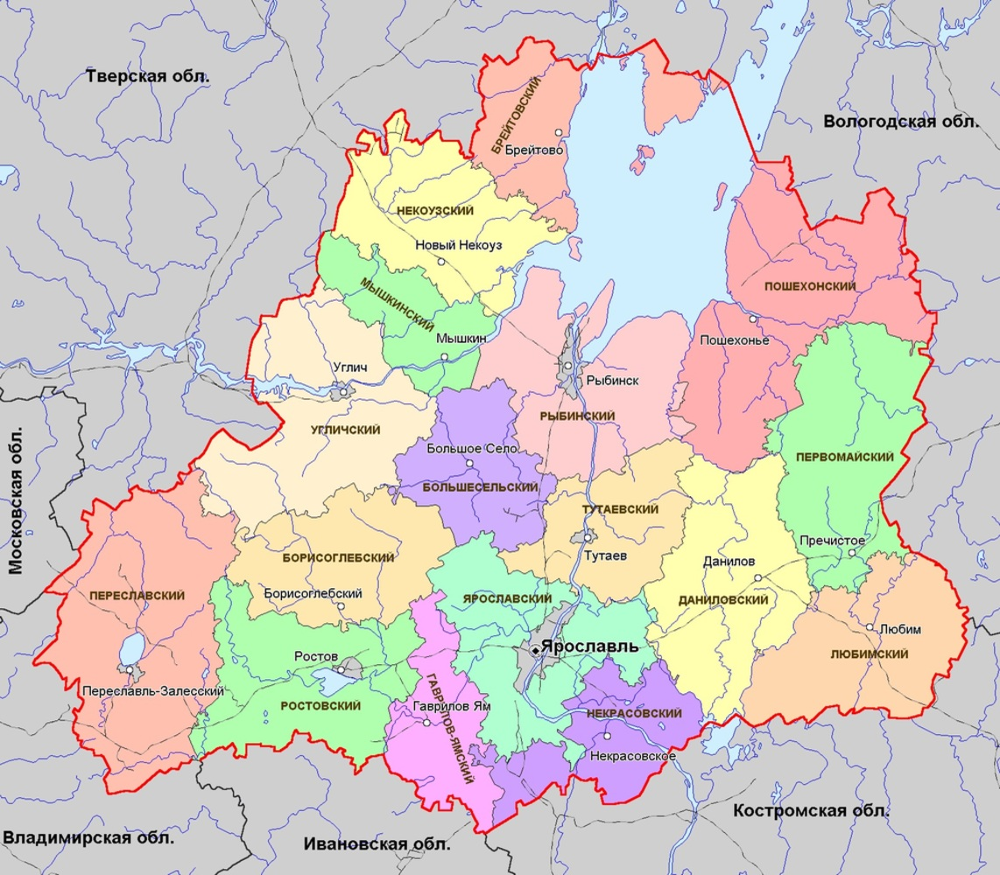 Тверская обл.
Вологодская обл.
БРЕЙТОВСКИЙ
Брейтово
НЕКОУЗСКИЙ
Новый Некоуз
ПОШЕХОНСКИЙ
МЫШКИНСКИЙ
Мышкин
Пошехонье
Углич
Рыбинск
УГЛИЧСКИЙ
РЫБИНСКИЙ
Большое Село
ПЕРВОМАЙСКИЙ
Московская обл.
БОЛЬШЕСЕЛЬСКИЙ
ТУТАЕВСКИЙ
Пречистое
БОРИСОГЛЕБСКИЙ
Тутаев
Данилов
ПЕРЕСЛАВСКИЙ
Борисоглебский
ЯРОСЛАВСКИЙ
ДАНИЛОВСКИЙ
Любим
Ростов
Ярославль
ЛЮБИМСКИЙ
Переславль-Залесский
РОСТОВСКИЙ
Гаврилов Ям
ГАВРИЛОВ-ЯМСКИЙ
НЕКРАСОВСКИЙ
Некрасовское
Костромская обл.
Владимирская обл.
Ивановская обл.